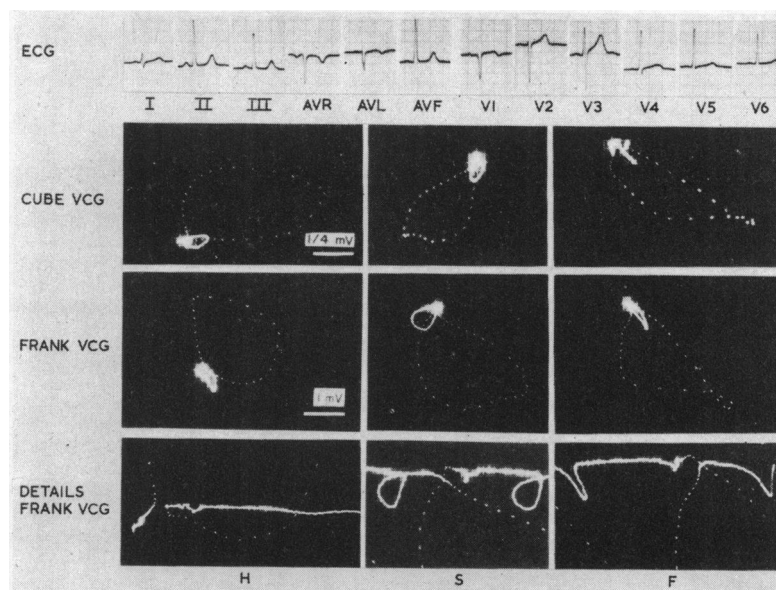 ECG
I II III AVR AVL AVF V1 V2 V3 V4 V5 V6
CUBE VCG
1/4 mV
FRANK VCG
1 mV
DETAILS
FRANK VCG
H S F